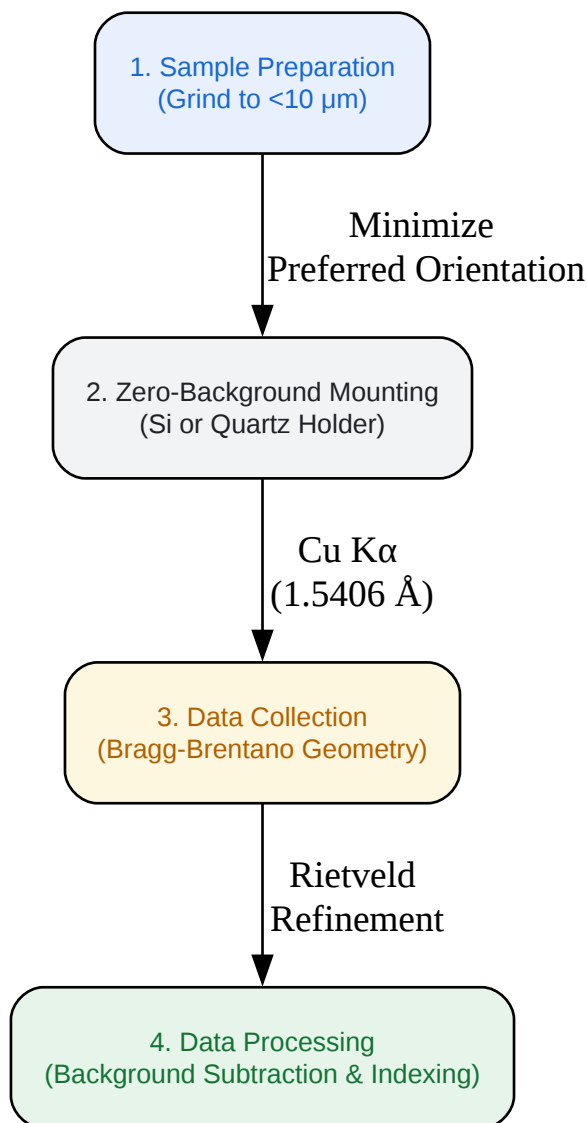 1. Sample Preparation
(Grind to <10 μm)
Minimize
Preferred Orientation
2. Zero-Background Mounting
(Si or Quartz Holder)
Cu Kα
(1.5406 Å)
3. Data Collection
(Bragg-Brentano Geometry)
Rietveld
Refinement
4. Data Processing
(Background Subtraction & Indexing)